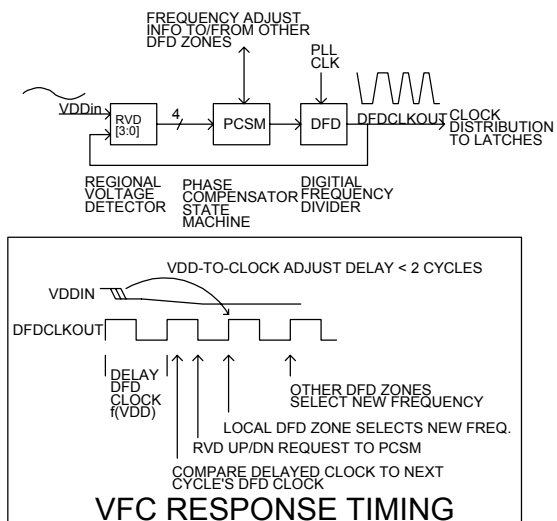 FREQUENCY ADJUST
INFO TO/FROM OTHER
DFD ZONES
PLL
CLK
VDDin
RVD
[3:0]
4
PCSM
DFD
DFDCLKOUT
CLOCK
DISTRIBUTION
TO LATCHES
REGIONAL
VOLTAGE
DETECTOR
PHASE
COMPENSATOR
STATE
MACHINE
DIGITIAL
FREQUENCY
DIVIDER
VDD-TO-CLOCK ADJUST DELAY < 2 CYCLES
VDDIN
DFDCLKOUT
DELAY
DFD
CLOCK
f(VDD)
OTHER DFD ZONES
SELECT NEW FREQUENCY
LOCAL DFD ZONE SELECTS NEW FREQ.
RVD UP/DN REQUEST TO PCSM
COMPARE DELAYED CLOCK TO NEXT
CYCLE'S DFD CLOCK
VFC RESPONSE TIMING